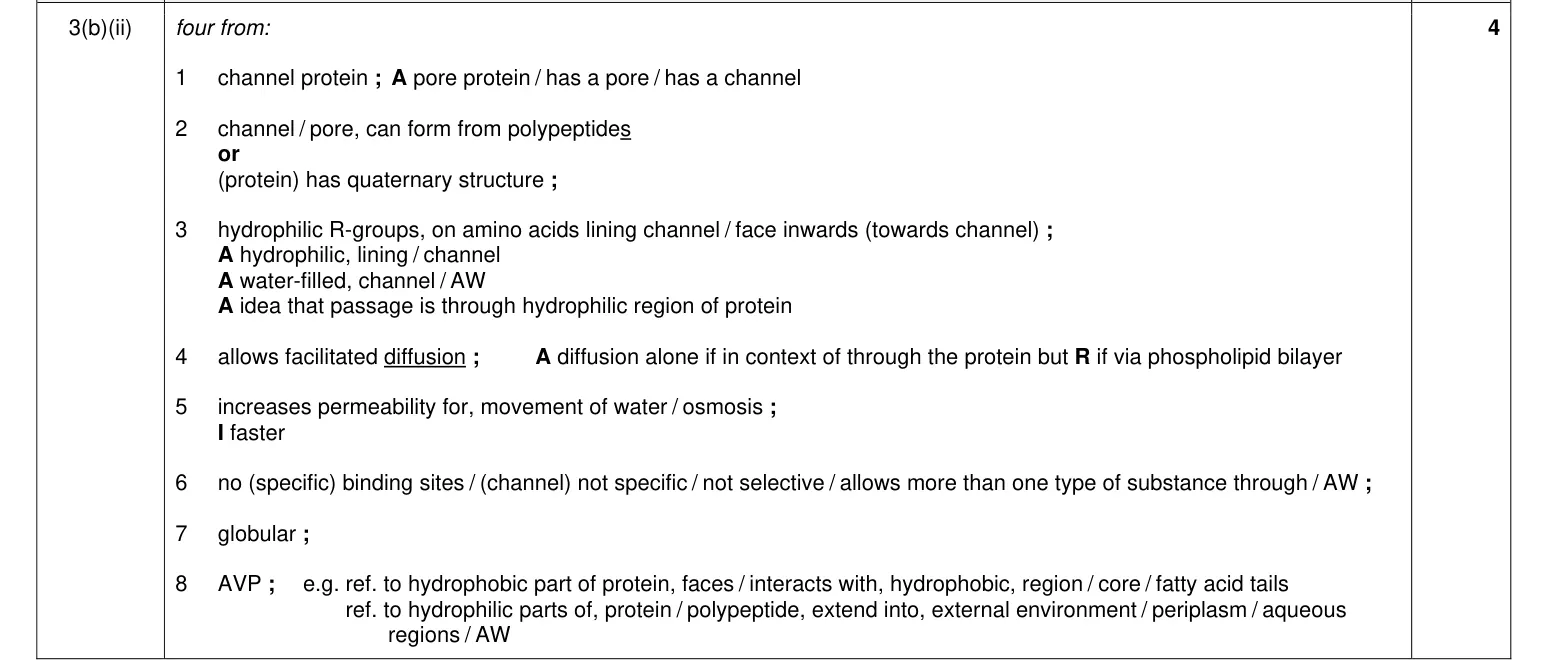 3(b)(ii) four from: 4
1 channel protein ; A pore protein / has a pore / has a channel
2 channel / pore, can form from polypeptides
or
(protein) has quaternary structure ;
3 hydrophilic R-groups, on amino acids lining channel / face inwards (towards channel) ;
A hydrophilic, lining / channel
A water-filled, channel / AW
A idea that passage is through hydrophilic region of protein
4 allows facilitated diffusion ; A diffusion alone if in context of through the protein but R if via phospholipid bilayer
5 increases permeability for, movement of water / osmosis ;
I faster
6 no (specific) binding sites / (channel) not specific / not selective / allows more than one type of substance through / AW ;
7 globular ;
8 AVP ; e.g. ref. to hydrophobic part of protein, faces / interacts with, hydrophobic, region / core / fatty acid tails
ref. to hydrophilic parts of, protein / polypeptide, extend into, external environment / periplasm / aqueous
regions / AW